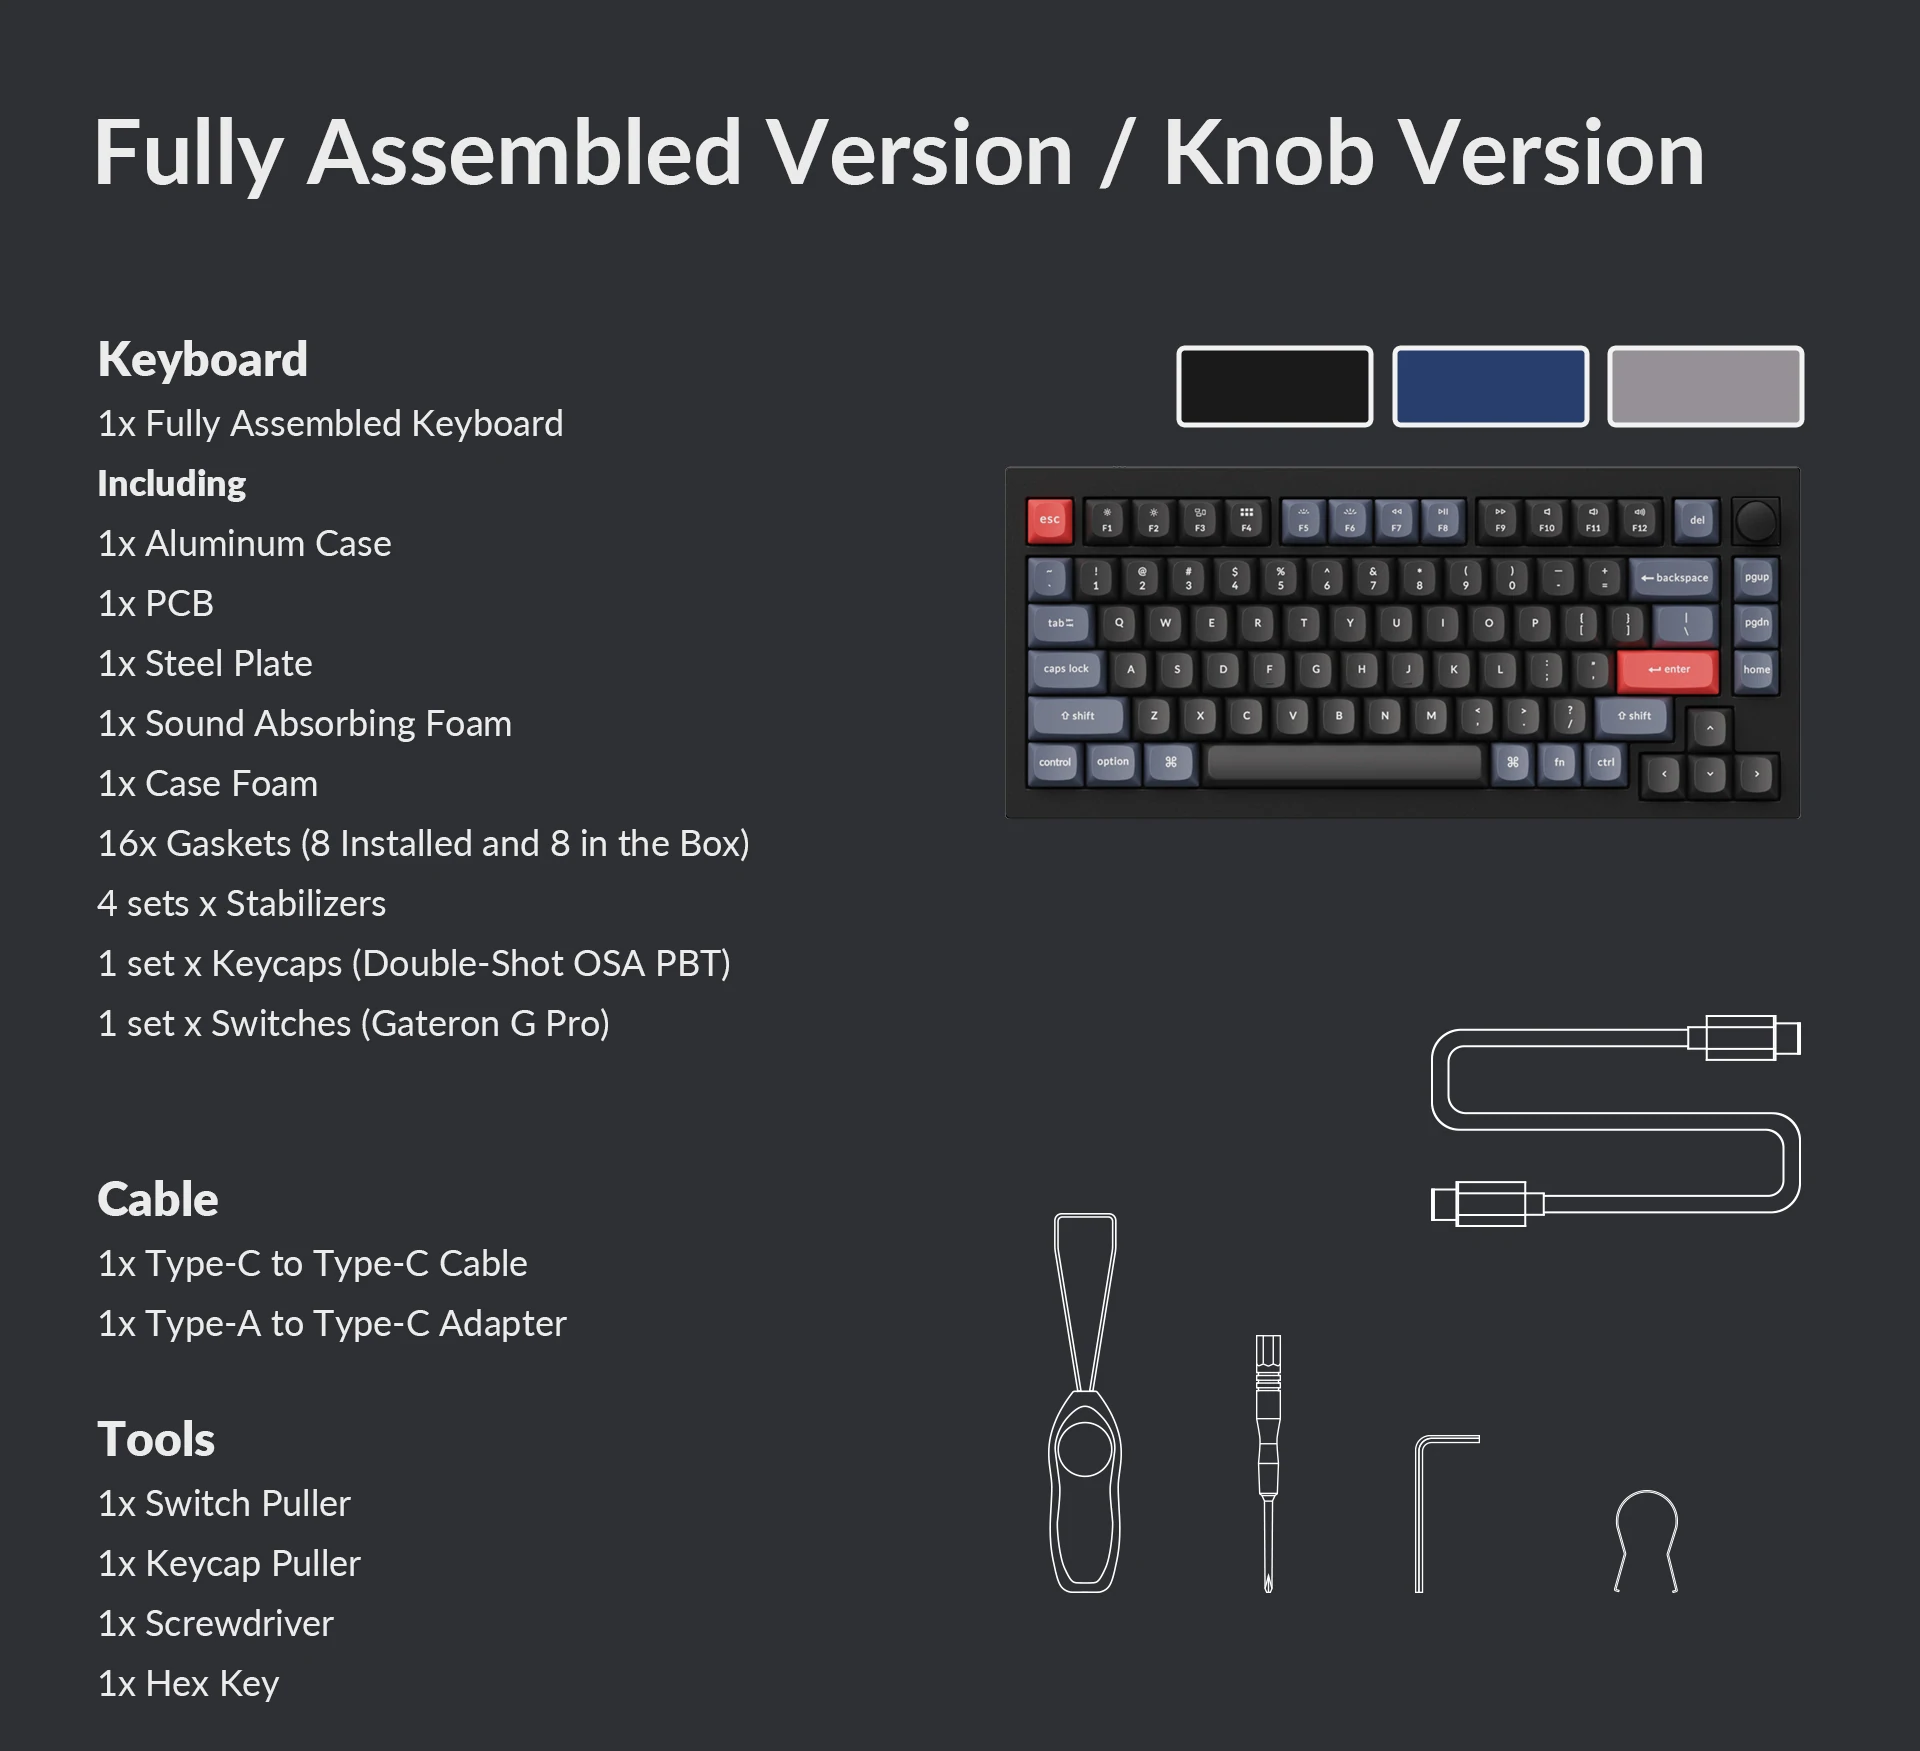 Fully Assembled Version / Knob Version
Keyboard
1x Fully Assembled Keyboard
Including
1x Aluminum Case
1x PCB
1x Steel Plate
1x Sound Absorbing Foam
1x Case Foam
16x Gaskets (8 Installed and 8 in the Box)
4 sets x Stabilizers
1 set x Keycaps (Double-Shot OSA PBT)
1 set x Switches (Gateron G Pro)
esc F1 F2 F3 F4 F5 F6 F7 F8 F9 F10 F11 F12 del
~ ! @ # $ % ^ & * ( ) — +
` 1 2 3 4 5 6 7 8 9 0 - = backspace pgup
tab Q W E R T Y U I O P { [ } ] | \ pgdn
caps lock A S D F G H J K L : ; " ' enter home
shift Z X C V B N M < , > . ? / shift ^
control option ⌘ ⌘ fn ctrl
Cable
1x Type-C to Type-C Cable
1x Type-A to Type-C Adapter
Tools
1x Switch Puller
1x Keycap Puller
1x Screwdriver
1x Hex Key